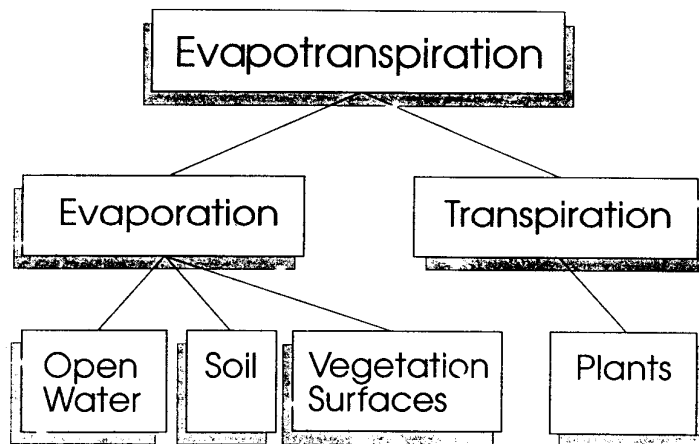 Evapotranspiration
Evaporation
Transpiration
Open
Water
Soil
Vegetation
Surfaces
Plants